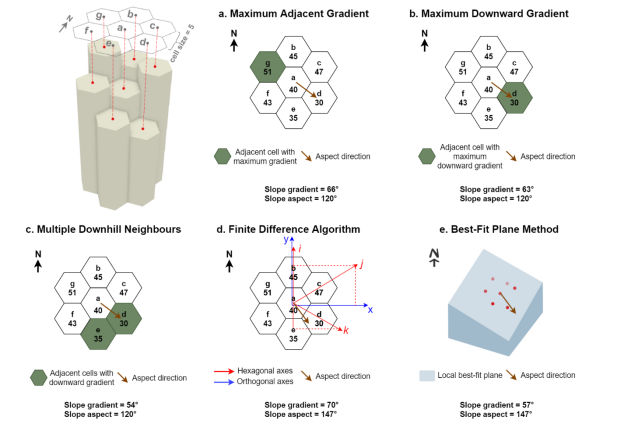 a. Maximum Adjacent Gradient
b. Maximum Downward Gradient
g
b
f
a
c
e
d
N
cell size = 5
N
b
45
g
51
c
47
a
40
f
43
d
30
e
35
Adjacent cell with
maximum gradient
Aspect direction
Slope gradient = 66°
Slope aspect = 120°
N
b
45
g
51
c
47
a
40
f
43
d
30
e
35
Adjacent cell with
maximum
downward gradient
Aspect direction
Slope gradient = 63°
Slope aspect = 120°
c. Multiple Downhill Neighbours
N
b
45
g
51
c
47
a
40
f
43
d
30
e
35
Adjacent cells with
downward gradient
Aspect direction
Slope gradient = 54°
Slope aspect = 120°
d. Finite Difference Algorithm
N
y
i
j
b
45
g
51
c
47
a
40
x
f
43
d
30
k
e
35
Hexagonal axes
Orthogonal axes
Aspect direction
Slope gradient = 70°
Slope aspect = 147°
e. Best-Fit Plane Method
N
Local best-fit plane
Aspect direction
Slope gradient = 57°
Slope aspect = 147°